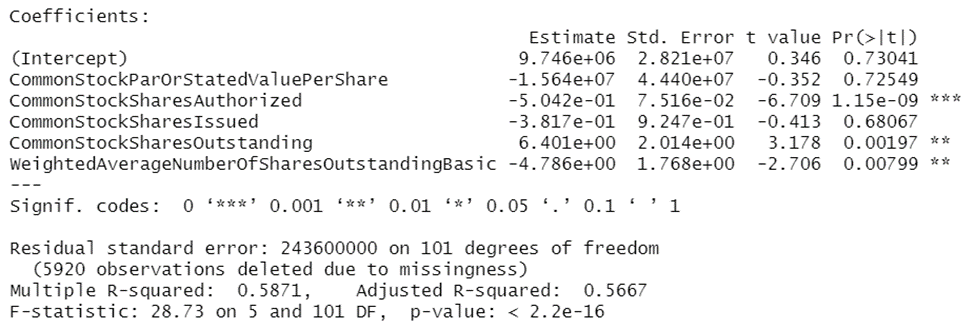 Coefficients:
Estimate Std. Error t value Pr(>|t|)
(Intercept) 9.746e+06 2.821e+07 0.346 0.73041
CommonStockParOrStatedValuePerShare -1.564e+07 4.440e+07 -0.352 0.72549
CommonStockSharesAuthorized -5.042e-01 7.516e-02 -6.709 1.15e-09 ***
CommonStockSharesIssued -3.817e-01 9.247e-01 -0.413 0.68067
CommonStockSharesOutstanding 6.401e+00 2.014e+00 3.178 0.00197 **
WeightedAverageNumberOfSharesOutstandingBasic -4.786e+00 1.768e+00 -2.706 0.00799 **
---
Signif. codes: 0 ‘***’ 0.001 ‘**’ 0.01 ‘*’ 0.05 ‘.’ 0.1 ‘ ’ 1
Residual standard error: 243600000 on 101 degrees of freedom
(5920 observations deleted due to missingness)
Multiple R-squared: 0.5871, Adjusted R-squared: 0.5667
F-statistic: 28.73 on 5 and 101 DF, p-value: < 2.2e-16